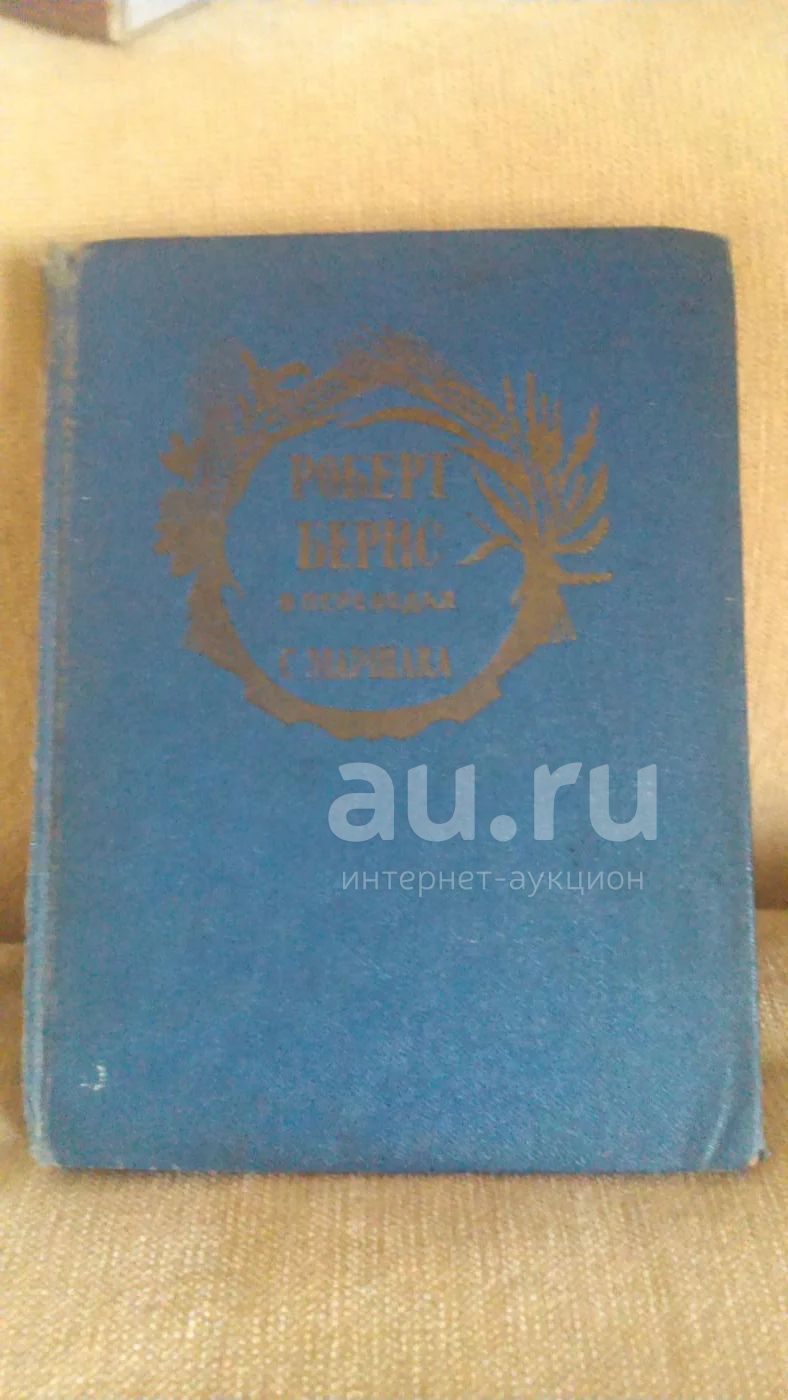 РОБЕРТ
БЕРНС
В ПЕРЕВОДАХ
С. МАРШАКА
au.ru
интернет-аукцион